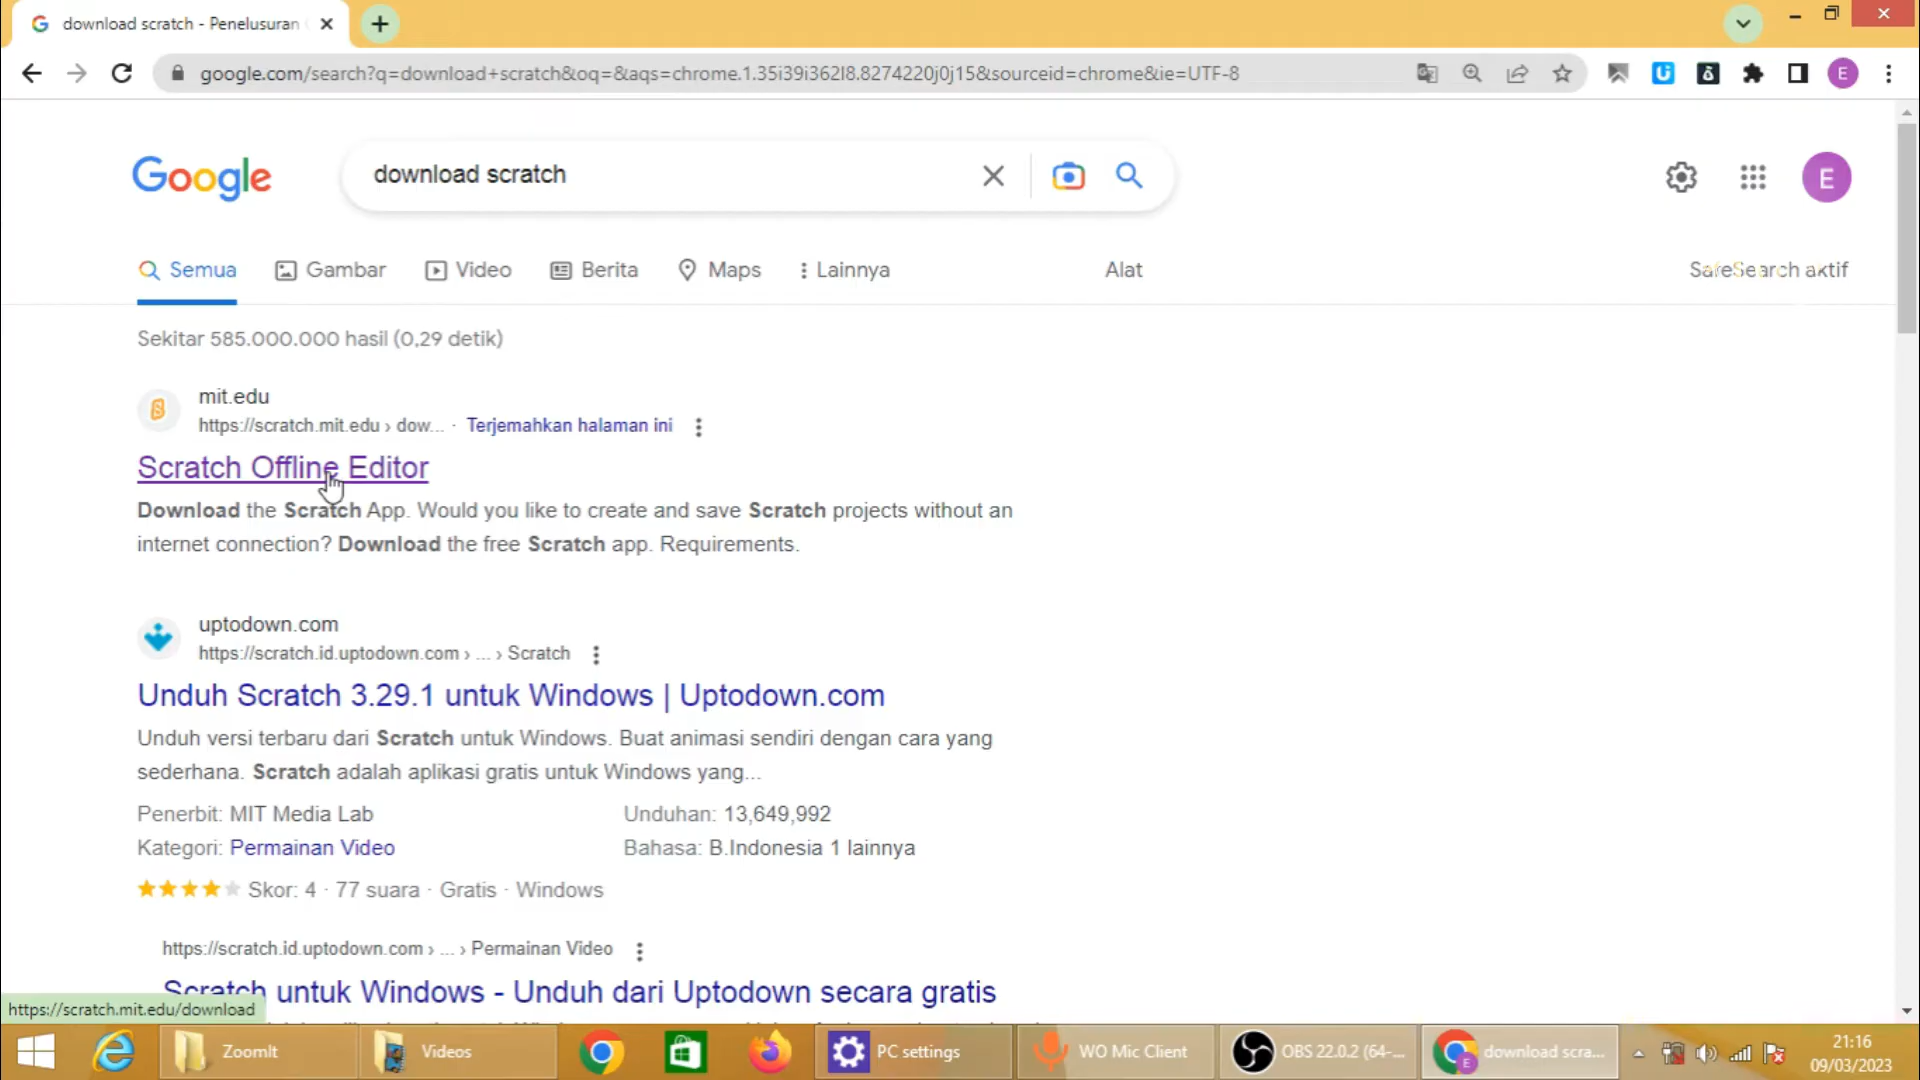 download scratch - Penelusuran
google.com/search?q=download+scratch&oq=&aqs=chrome.1.35i39i362l8.8274220j0j15&sourceid=chrome&ie=UTF-8
E
Google
download scratch
E
Semua
Gambar
Video
Berita
Maps
Lainnya
Alat
SafeSearch aktif
Sekitar 585.000.000 hasil (0,29 detik)
mit.edu
https://scratch.mit.edu › dow... · Terjemahkan halaman ini
Scratch Offline Editor
Download the Scratch App. Would you like to create and save Scratch projects without an
internet connection? Download the free Scratch app. Requirements.
uptodown.com
https://scratch.id.uptodown.com › ... › Scratch
Unduh Scratch 3.29.1 untuk Windows | Uptodown.com
Unduh versi terbaru dari Scratch untuk Windows. Buat animasi sendiri dengan cara yang
sederhana. Scratch adalah aplikasi gratis untuk Windows yang...
Penerbit: MIT Media Lab
Unduhan: 13,649,992
Kategori: Permainan Video
Bahasa: B.Indonesia 1 lainnya
Skor: 4 · 77 suara · Gratis · Windows
https://scratch.id.uptodown.com › ... › Permainan Video
Scratch untuk Windows - Unduh dari Uptodown secara gratis
https://scratch.mit.edu/download
ZoomIt
Videos
PC settings
WO Mic Client
OBS 22.0.2 (64-...
E
download scra...
21:16
09/03/2023